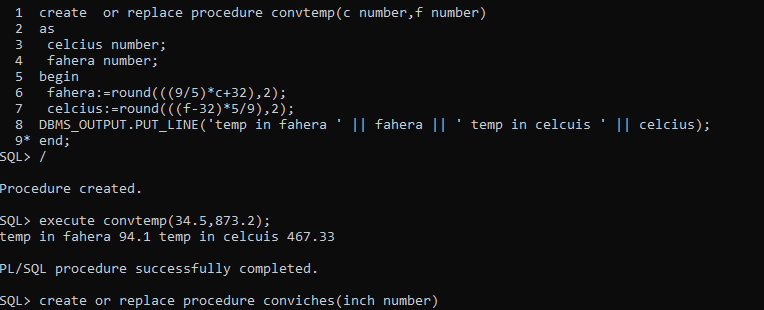 1  create  or replace procedure convtemp(c number,f number)
2  as
3   celcius number;
4   fahera number;
5  begin
6   fahera:=round(((9/5)*c+32),2);
7   celcius:=round(((f-32)*5/9),2);
8  DBMS_OUTPUT.PUT_LINE('temp in fahera ' || fahera || ' temp in celcuis ' || celcius);
9* end;
SQL> /
Procedure created.
SQL> execute convtemp(34.5,873.2);
temp in fahera 94.1 temp in celcuis 467.33
PL/SQL procedure successfully completed.
SQL> create or replace procedure conviches(inch number)